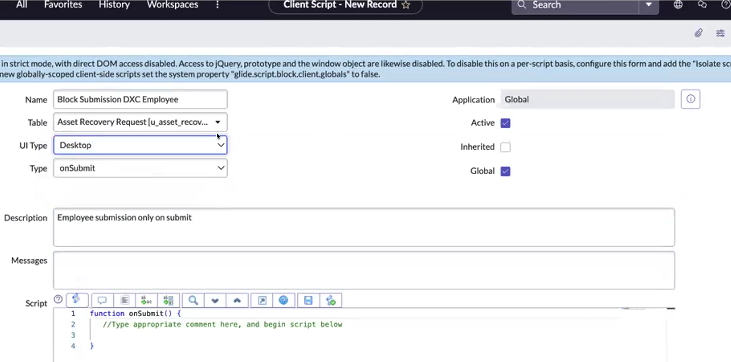 All Favorites History Workspaces Client Script - New Record Search
in strict mode, with direct DOM access disabled. Access to jQuery, prototype and the window object are likewise disabled. To disable this on a per-script basis, configure this form and add the "Isolate sc
new globally-scoped client-side scripts set the system property "glide.script.block.client.globals" to false.
Name Block Submission DXC Employee Application Global
Table Asset Recovery Request [u_asset_recov... Active
UI Type Desktop Inherited
Type onSubmit Global
Description Employee submission only on submit
Messages
Script
1 function onSubmit() {
2 //Type appropriate comment here, and begin script below
3
4 }